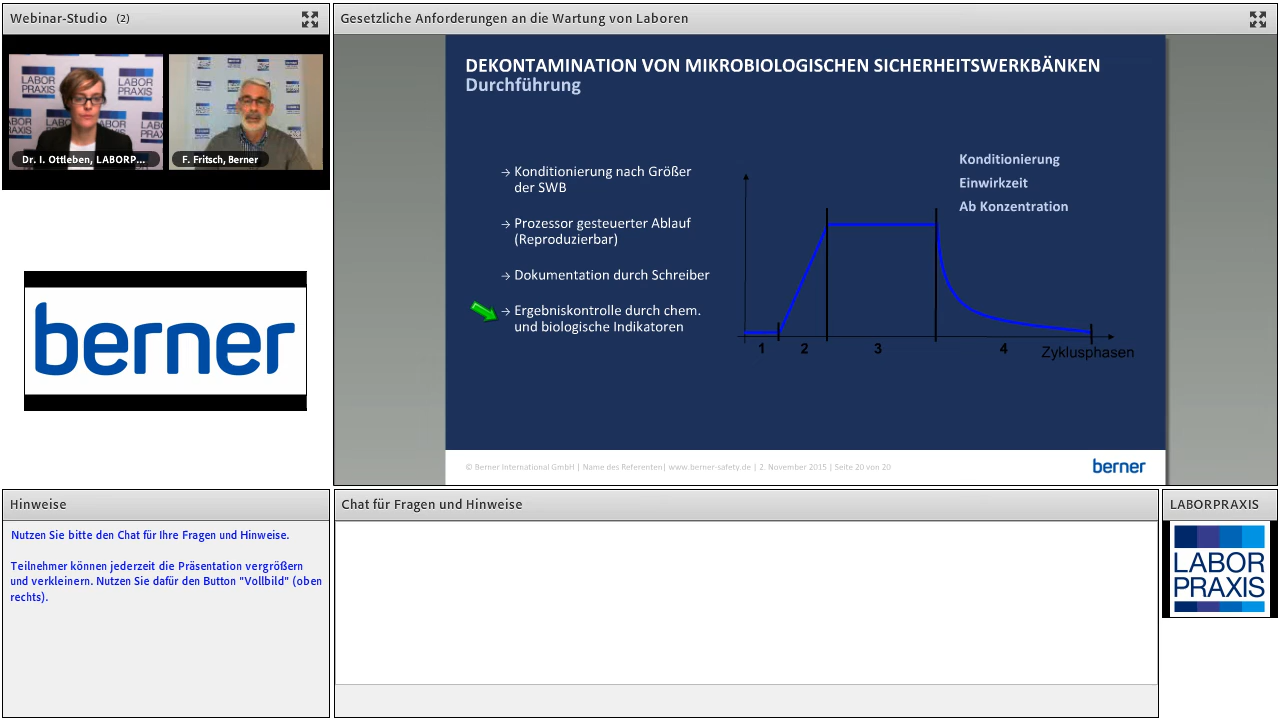 Webinar-Studio (2)
LABOR
PRAXIS
Dr. I. Ottleben, LABORP...
F. Fritsch, Berner
berner
Gesetzliche Anforderungen an die Wartung von Laboren
DEKONTAMINATION VON MIKROBIOLOGISCHEN SICHERHEITSWERKBÄNKEN
Durchführung
→ Konditionierung nach Größer
der SWB
→ Prozessor gesteuerter Ablauf
(Reproduzierbar)
→ Dokumentation durch Schreiber
→ Ergebniskontrolle durch chem.
und biologische Indikatoren
Konditionierung
Einwirkzeit
Ab Konzentration
1 2 3 4 Zyklusphasen
© Berner International GmbH | Name des Referenten| www.berner-safety.de | 2. November 2015 | Seite 20 von 20
berner
Hinweise
Nutzen Sie bitte den Chat für Ihre Fragen und Hinweise.
Teilnehmer können jederzeit die Präsentation vergrößern
und verkleinern. Nutzen Sie dafür den Button "Vollbild" (oben
rechts).
Chat für Fragen und Hinweise
LABORPRAXIS
LABOR
PRAXIS